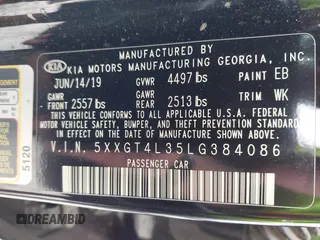 MANUFACTURED BY
KIA KIA MOTORS MANUFACTURING GEORGIA, INC.
JUN/14/19 GVWR 4497 lbs PAINT EB
GAWR GAWR
FRONT 2557 lbs REAR 2513 lbs TRIM WK
THIS VEHICLE CONFORMS TO ALL APPLICABLE U.S. FEDERAL
MOTOR VEHICLE SAFETY, BUMPER, AND THEFT PREVENTION
STANDARDS IN EFFECT ON THE DATE OF MANUFACTURE SHOWN ABOVE.
V.I.N. 5XXGT4L35LG384086
PASSENGER CAR
5120
DREAMBID